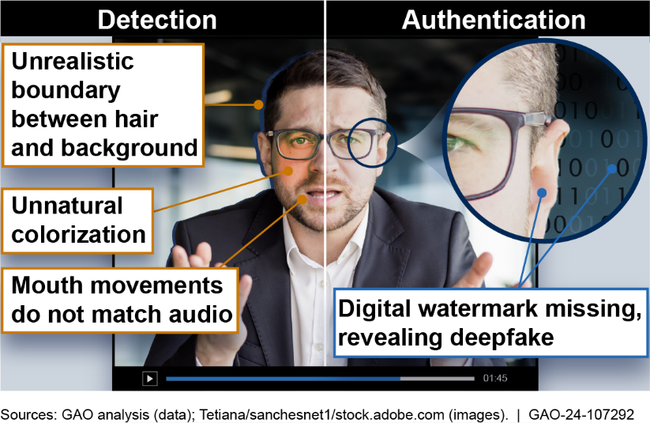 Detection
Authentication
Unrealistic
boundary
between hair
and background
Unnatural
colorization
Mouth movements
do not match audio
Digital watermark missing,
revealing deepfake
01:45
Sources: GAO analysis (data); Tetiana/sanchesnet1/stock.adobe.com (images). | GAO-24-107292